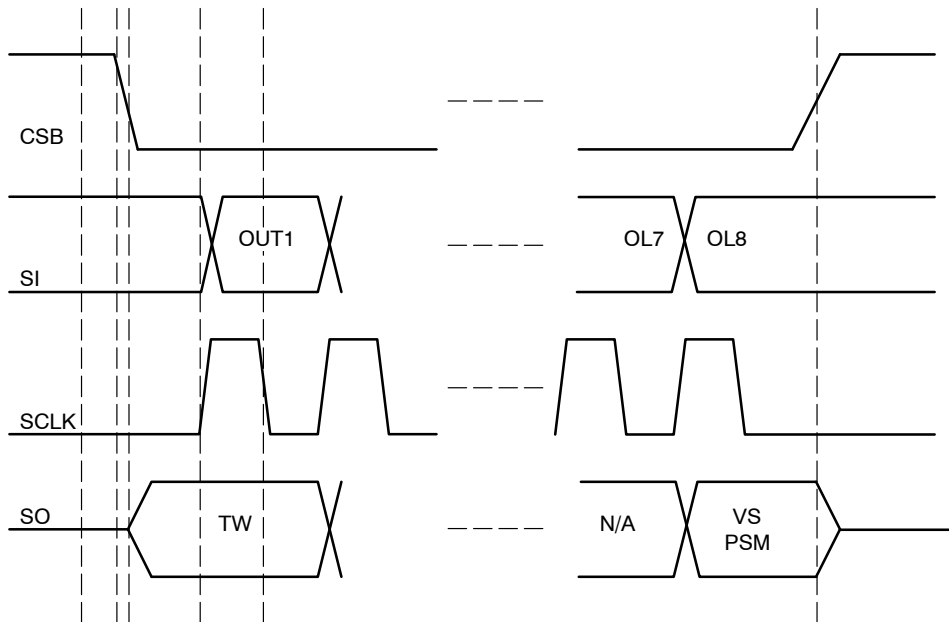 CSB
OUT1
OL7 OL8
SI
SCLK
SO
TW
N/A
VS
PSM